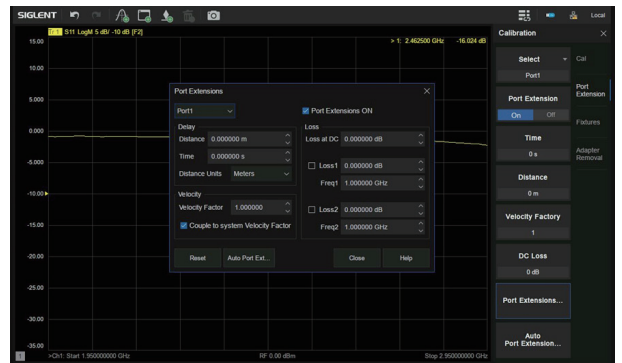 SIGLENT
Local
Tr 1 S11 LogM 5 dB/ -10 dB [F2]
> 1: 2.462500 GHz -16.024 dB
15.00
10.00
5.000
0.000
-5.000
-10.00
-15.00
-20.00
-25.00
-30.00
-35.00
Port Extensions
Port1
Port Extensions ON
Delay
Distance 0.000000 m
Time 0.000000 s
Distance Units Meters
Velocity
Velocity Factor 1.000000
Couple to system Velocity Factor
Loss
Loss at DC 0.000000 dB
Loss1 0.000000 dB
Freq1 1.000000 GHz
Loss2 0.000000 dB
Freq2 1.000000 GHz
Reset
Auto Port Ext...
Close
Help
1
>Ch1: Start 1.950000000 GHz
RF 0.00 dBm
Stop 2.950000000 GHz
Calibration
Select
Port1
Port Extension
On Off
Time
0 s
Distance
0 m
Velocity Factory
1
DC Loss
0 dB
Port Extensions...
Auto
Port Extension...
Cal
Port
Extension
Fixtures
Adapter
Removal